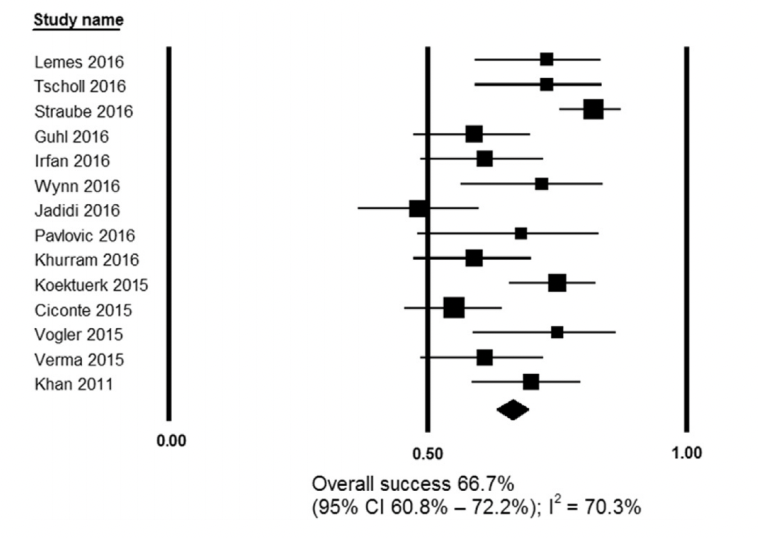 Study name
Lemes 2016
Tscholl 2016
Straube 2016
Guhl 2016
Irfan 2016
Wynn 2016
Jadidi 2016
Pavlovic 2016
Khurram 2016
Koektuerk 2015
Ciconte 2015
Vogler 2015
Verma 2015
Khan 2011
0.00 0.50 1.00
Overall success 66.7%
(95% CI 60.8% – 72.2%); I² = 70.3%